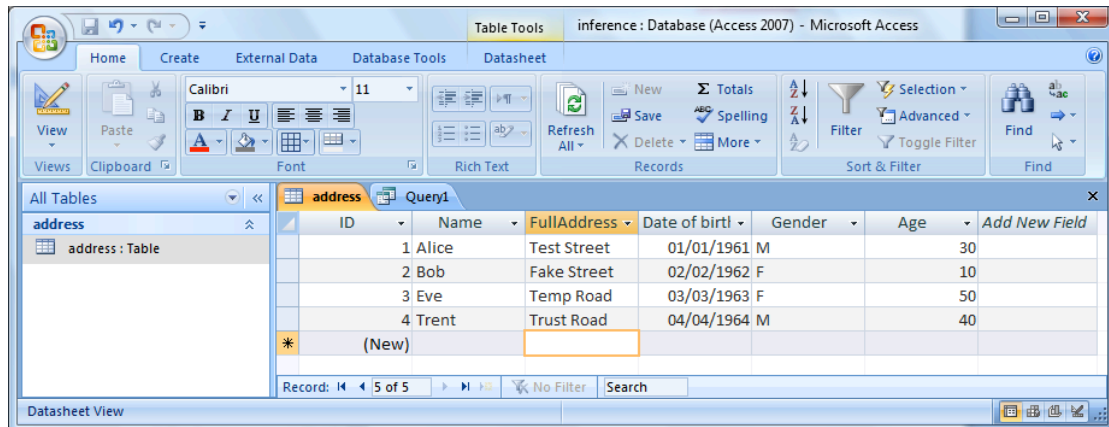 Table Tools inference : Database (Access 2007) - Microsoft Access
Home Create External Data Database Tools Datasheet
Calibri 11
New Σ Totals Selection
View Paste B I U Refresh All Save Spelling Filter Advanced Find
Delete More Toggle Filter
Views Clipboard Font Rich Text Records Sort & Filter Find
All Tables « address Query1
address ID Name FullAddress Date of birtl Gender Age Add New Field
address : Table 1 Alice Test Street 01/01/1961 M 30
2 Bob Fake Street 02/02/1962 F 10
3 Eve Temp Road 03/03/1963 F 50
4 Trent Trust Road 04/04/1964 M 40
(New)
Record: 5 of 5 No Filter Search
Datasheet View